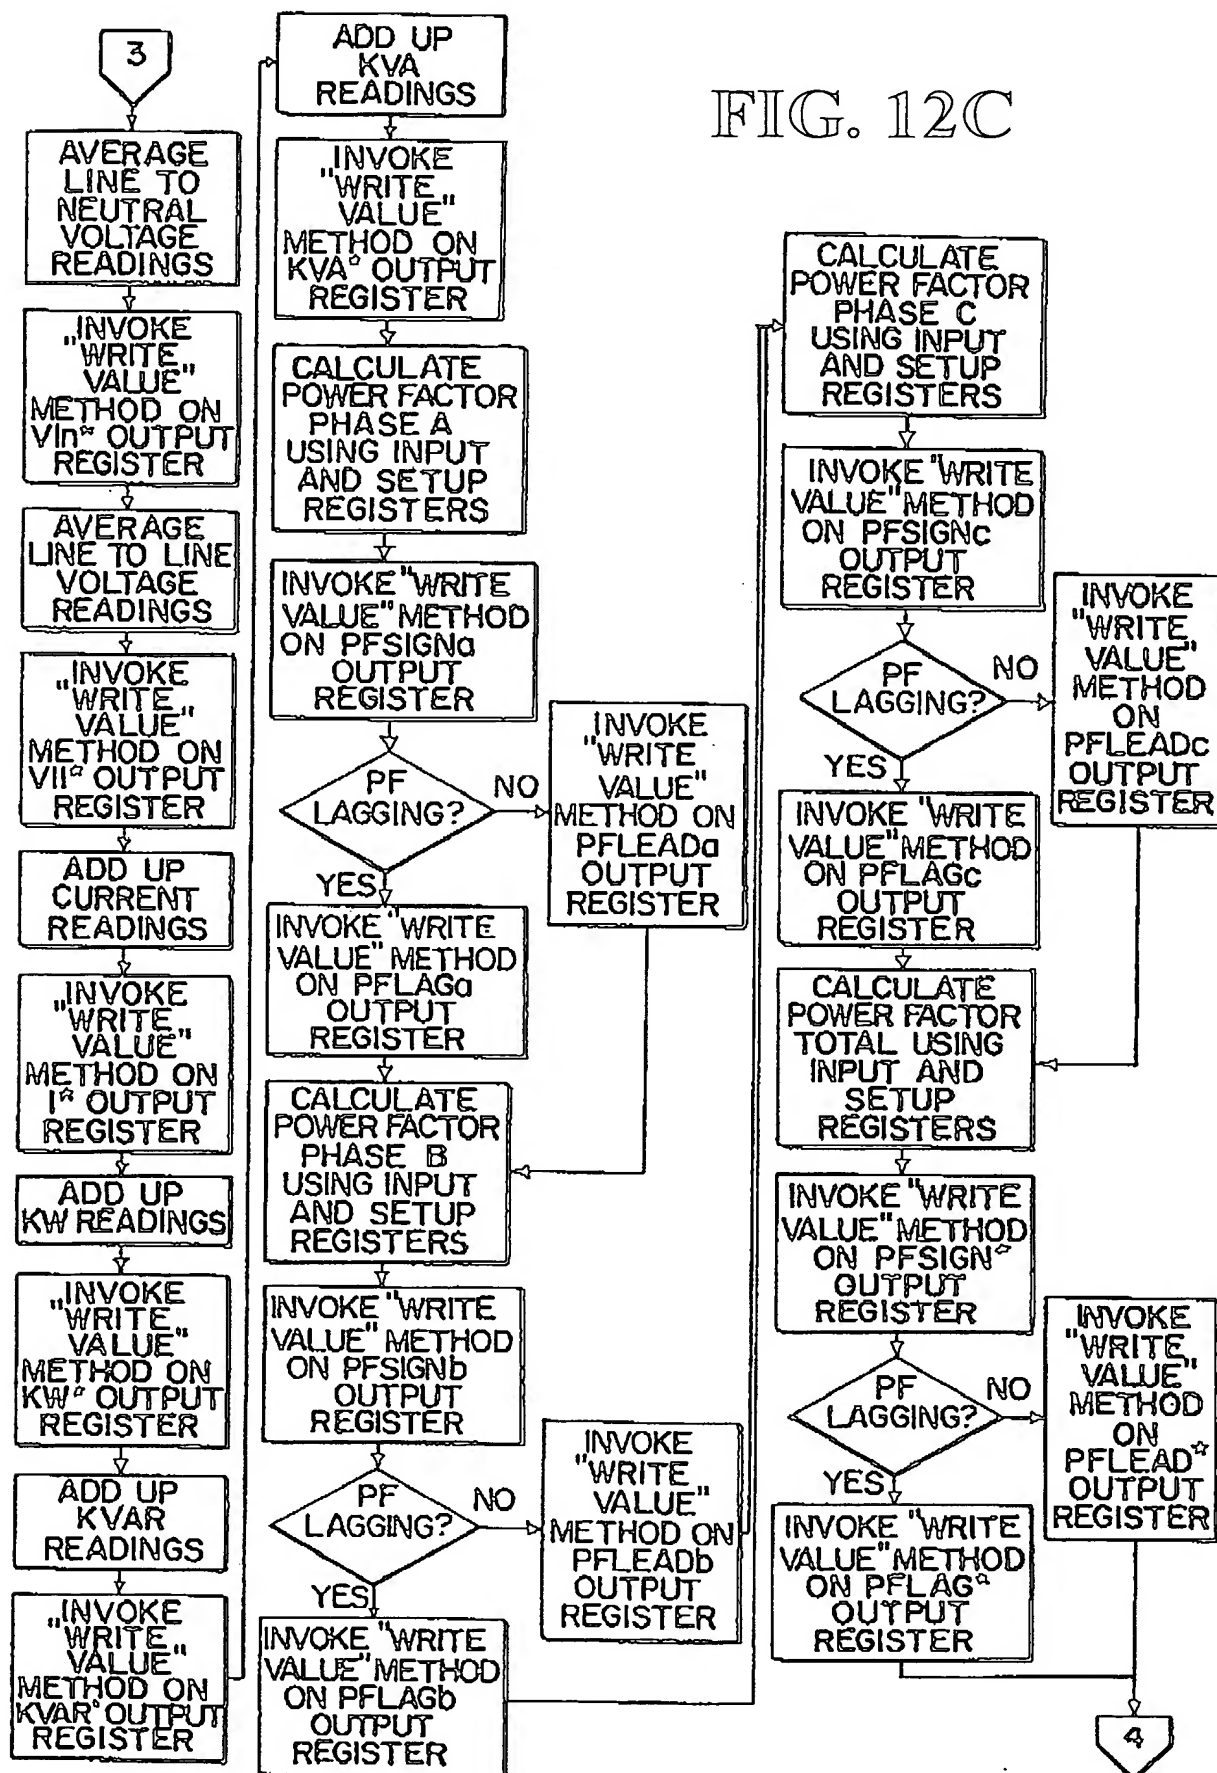 3
AVERAGE
LINE TO
NEUTRAL
VOLTAGE
READINGS
INVOKE
"WRITE
VALUE"
METHOD ON
Vln* OUTPUT
REGISTER
AVERAGE
LINE TO LINE
VOLTAGE
READINGS
INVOKE
"WRITE
VALUE"
METHOD ON
Vll* OUTPUT
REGISTER
ADD UP
CURRENT
READINGS
INVOKE
"WRITE
VALUE"
METHOD ON
I* OUTPUT
REGISTER
ADD UP
KW READINGS
INVOKE
"WRITE
VALUE"
METHOD ON
KW* OUTPUT
REGISTER
ADD UP
KVAR
READINGS
INVOKE
"WRITE
VALUE"
METHOD ON
KVAR* OUTPUT
REGISTER
ADD UP
KVA
READINGS
INVOKE
"WRITE
VALUE"
METHOD ON
KVA* OUTPUT
REGISTER
CALCULATE
POWER FACTOR
PHASE A
USING INPUT
AND SETUP
REGISTERS
INVOKE "WRITE
VALUE" METHOD
ON PFSIGNa
OUTPUT
REGISTER
PF
LAGGING?
NO
YES
INVOKE
"WRITE
VALUE"
METHOD ON
PFLEADa
OUTPUT
REGISTER
INVOKE "WRITE
VALUE" METHOD
ON PFLAGa
OUTPUT
REGISTER
CALCULATE
POWER FACTOR
PHASE B
USING INPUT
AND SETUP
REGISTERS
INVOKE "WRITE
VALUE" METHOD
ON PFSIGNb
OUTPUT
REGISTER
PF
LAGGING?
NO
YES
INVOKE
"WRITE
VALUE"
METHOD ON
PFLEADb
OUTPUT
REGISTER
INVOKE "WRITE
VALUE" METHOD
ON PFLAGb
OUTPUT
REGISTER
FIG. 12C
CALCULATE
POWER FACTOR
PHASE C
USING INPUT
AND SETUP
REGISTERS
INVOKE "WRITE
VALUE" METHOD
ON PFSIGNc
OUTPUT
REGISTER
PF
LAGGING?
NO
YES
INVOKE
"WRITE
VALUE"
METHOD
ON
PFLEADc
OUTPUT
REGISTER
INVOKE "WRITE
VALUE" METHOD
ON PFLAGc
OUTPUT
REGISTER
CALCULATE
POWER FACTOR
TOTAL USING
INPUT AND
SETUP
REGISTERS
INVOKE "WRITE
VALUE" METHOD
ON PFSIGN*
OUTPUT
REGISTER
PF
LAGGING?
NO
YES
INVOKE
"WRITE
VALUE"
METHOD
ON
PFLEAD*
OUTPUT
REGISTER
INVOKE "WRITE
VALUE" METHOD
ON PFLAG*
OUTPUT
REGISTER
4